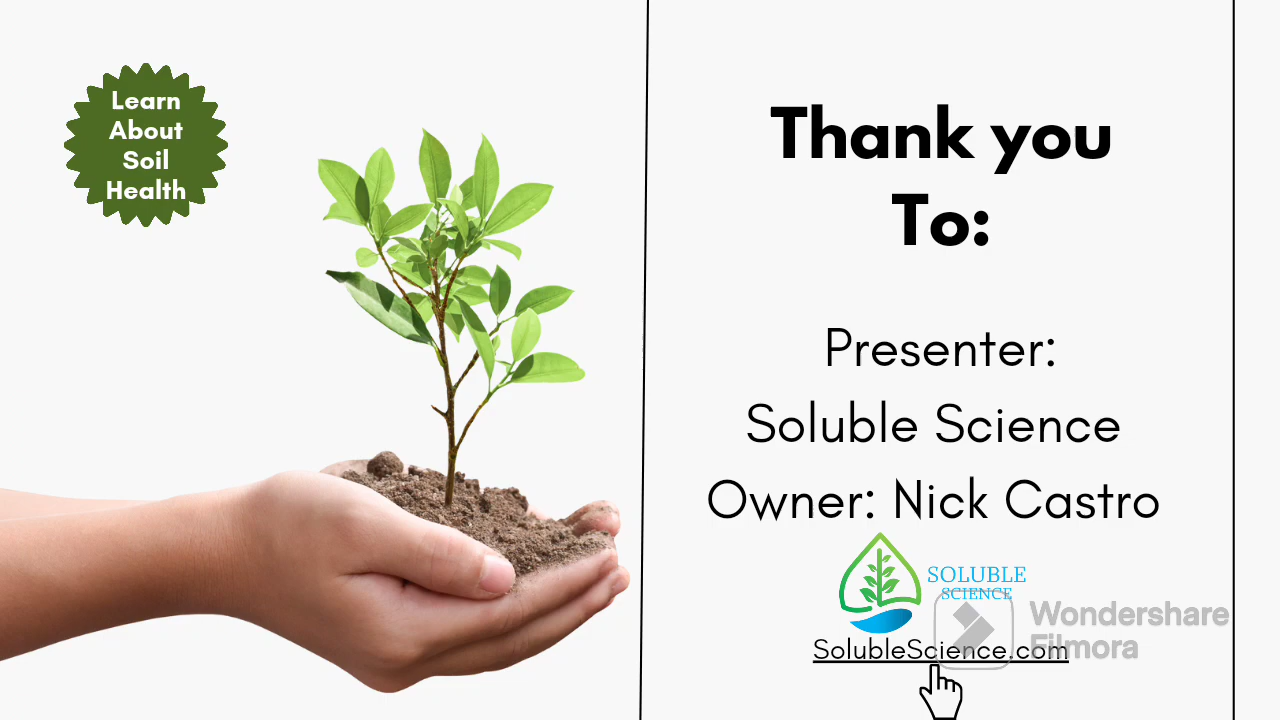 Learn
About
Soil
Health
Thank you
To:
Presenter:
Soluble Science
Owner: Nick Castro
SOLUBLE
SCIENCE
Wondershare
Filmora
SolubleScience.com